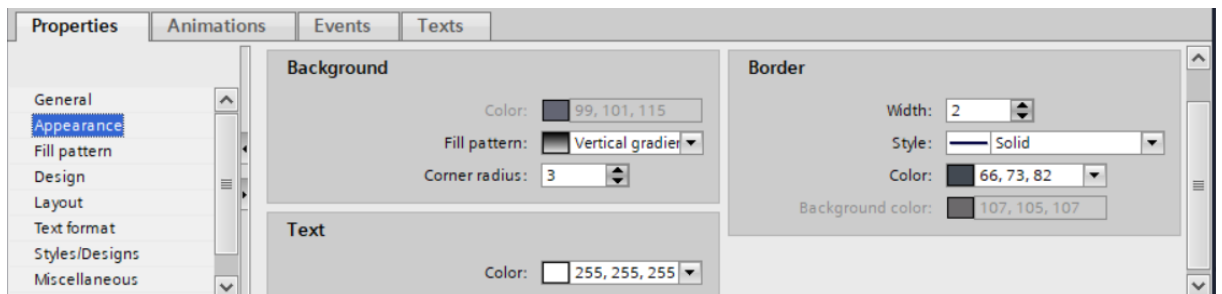 Properties
Animations
Events
Texts
General
Appearance
Fill pattern
Design
Layout
Text format
Styles/Designs
Miscellaneous
Background
Color: 99, 101, 115
Fill pattern: Vertical gradier
Corner radius: 3
Text
Color: 255, 255, 255
Border
Width: 2
Style: Solid
Color: 66, 73, 82
Background color: 107, 105, 107